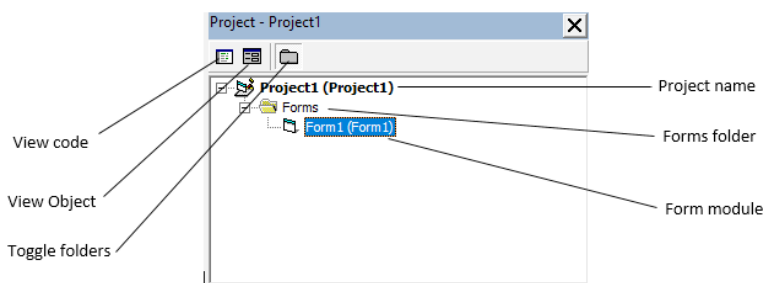 Project - Project1
Project1 (Project1)
Project name
Forms
Forms folder
View code
Form1 (Form1)
View Object
Form module
Toggle folders